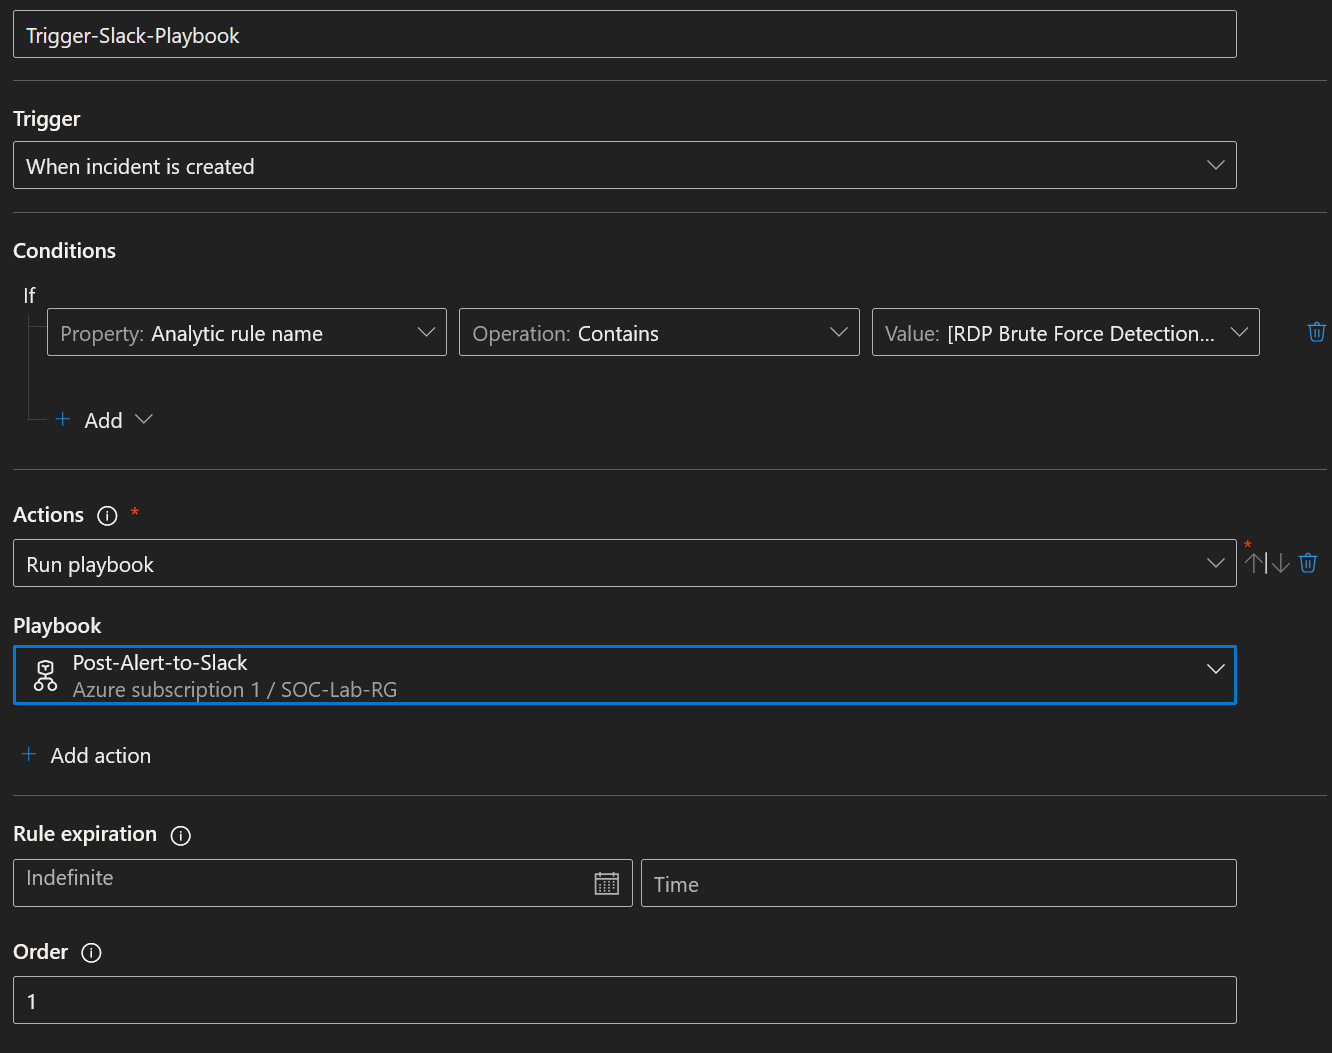 Trigger-Slack-Playbook
Trigger
When incident is created
Conditions
If
Property: Analytic rule name
Operation: Contains
Value: [RDP Brute Force Detection...
+ Add
Actions *
Run playbook
*
Playbook
Post-Alert-to-Slack
Azure subscription 1 / SOC-Lab-RG
+ Add action
Rule expiration
Indefinite
Time
Order
1